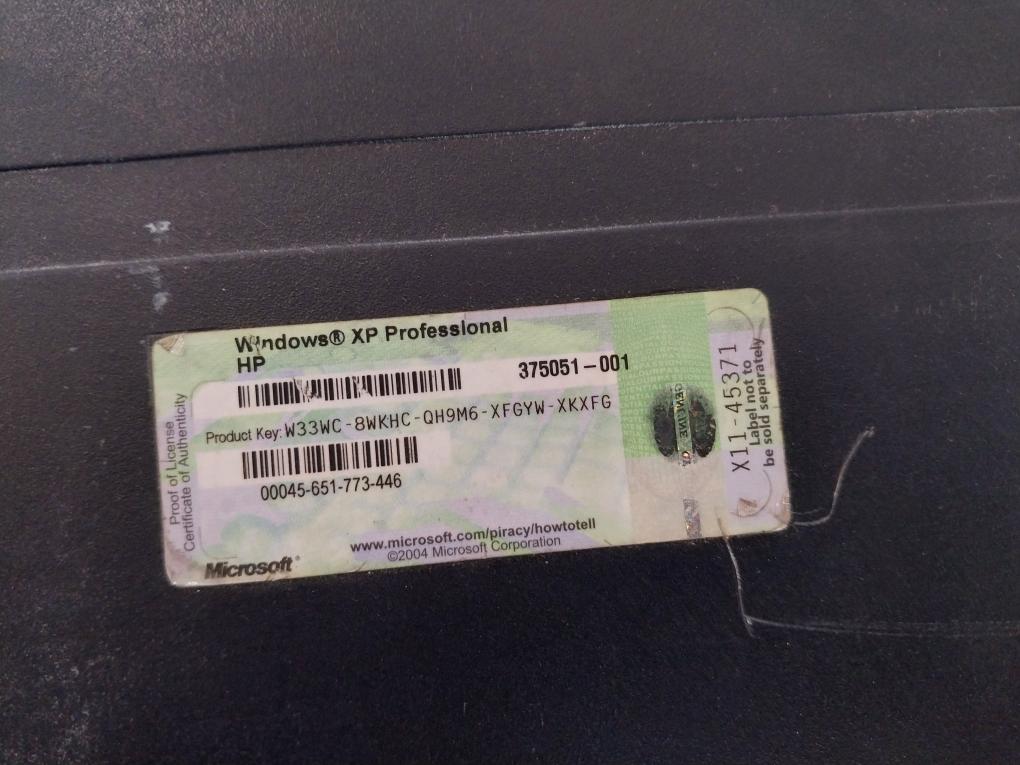 Windows® XP Professional
HP
375051-001
Product Key: W33WC-8WKHC-QH9M6-XFGYW-XKXFG
00045-651-773-446
www.microsoft.com/piracy/howtotell
©2004 Microsoft Corporation
Microsoft®
Proof of License
Certificate of Authenticity
GENUINE
X11-45371
Label not to
be sold separately